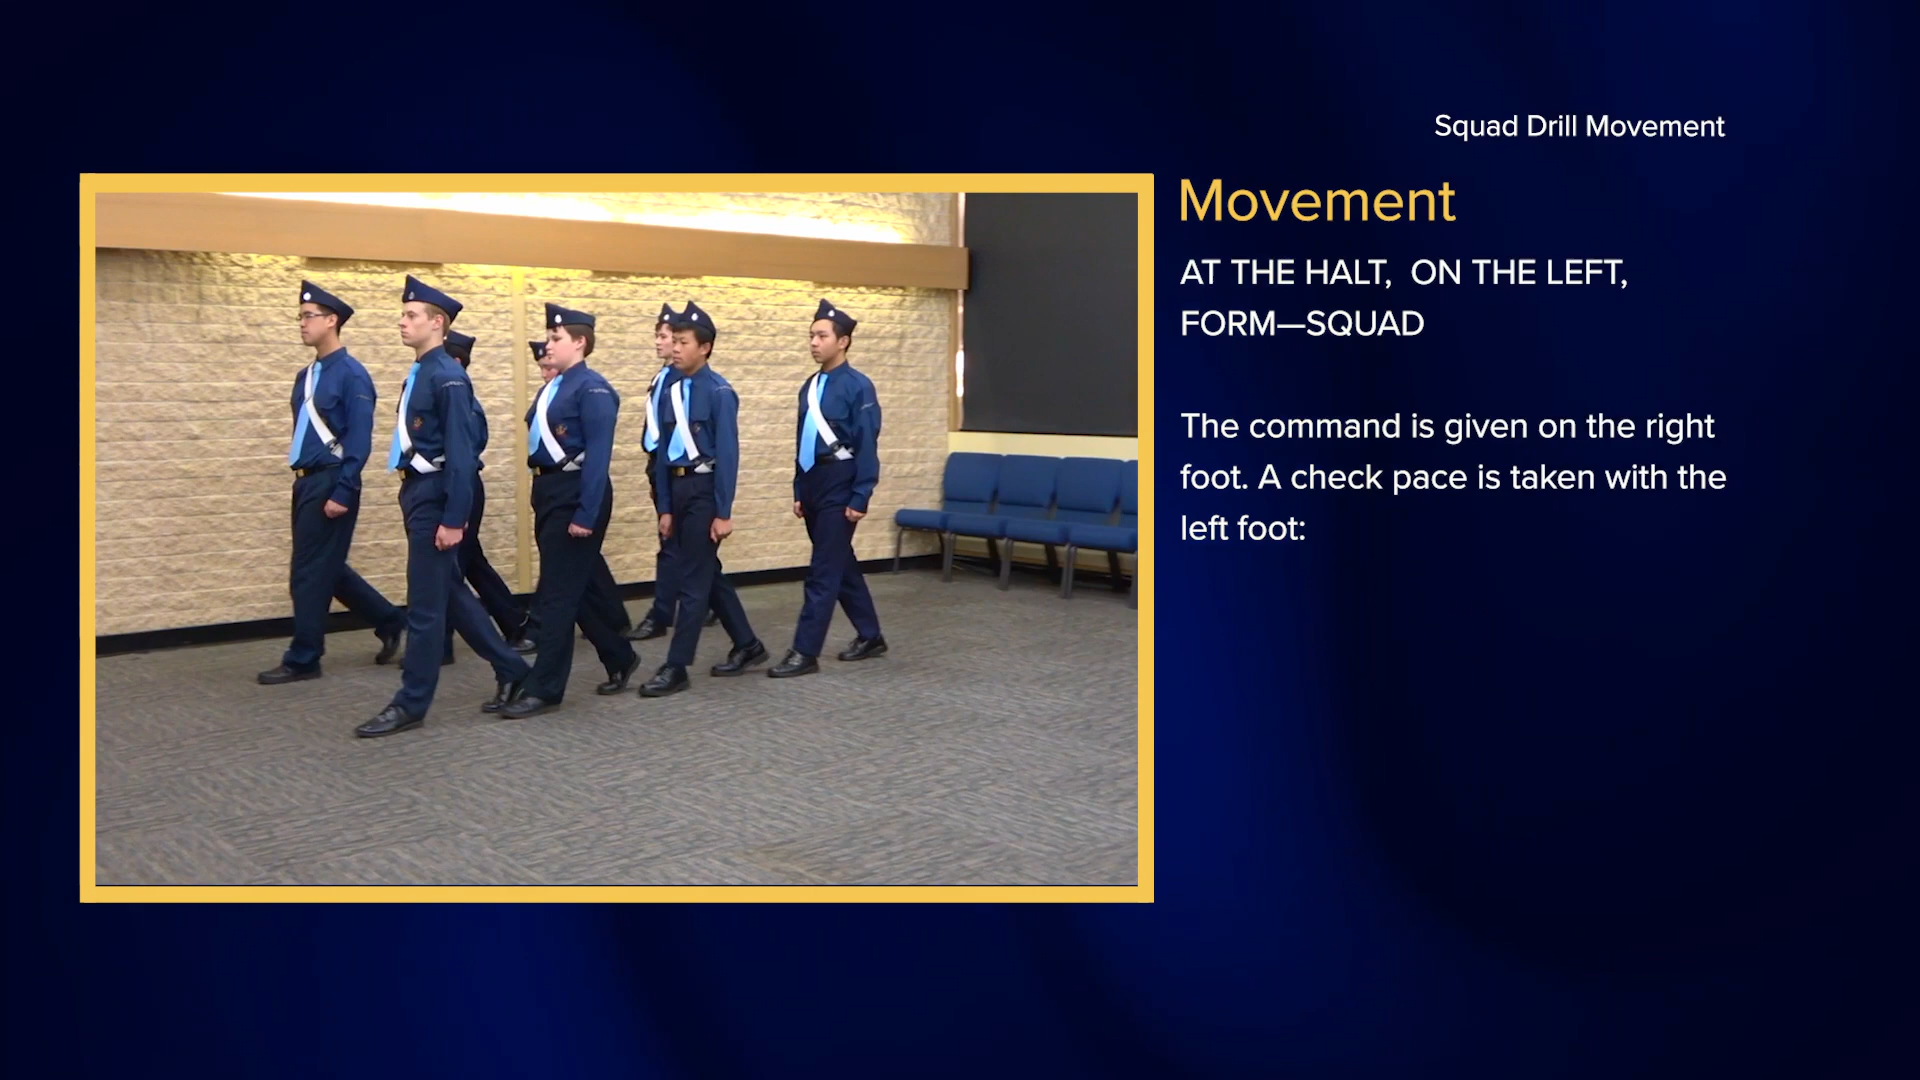 Squad Drill Movement
Movement
AT THE HALT,  ON THE LEFT,
FORM—SQUAD
The command is given on the right
foot. A check pace is taken with the
left foot: